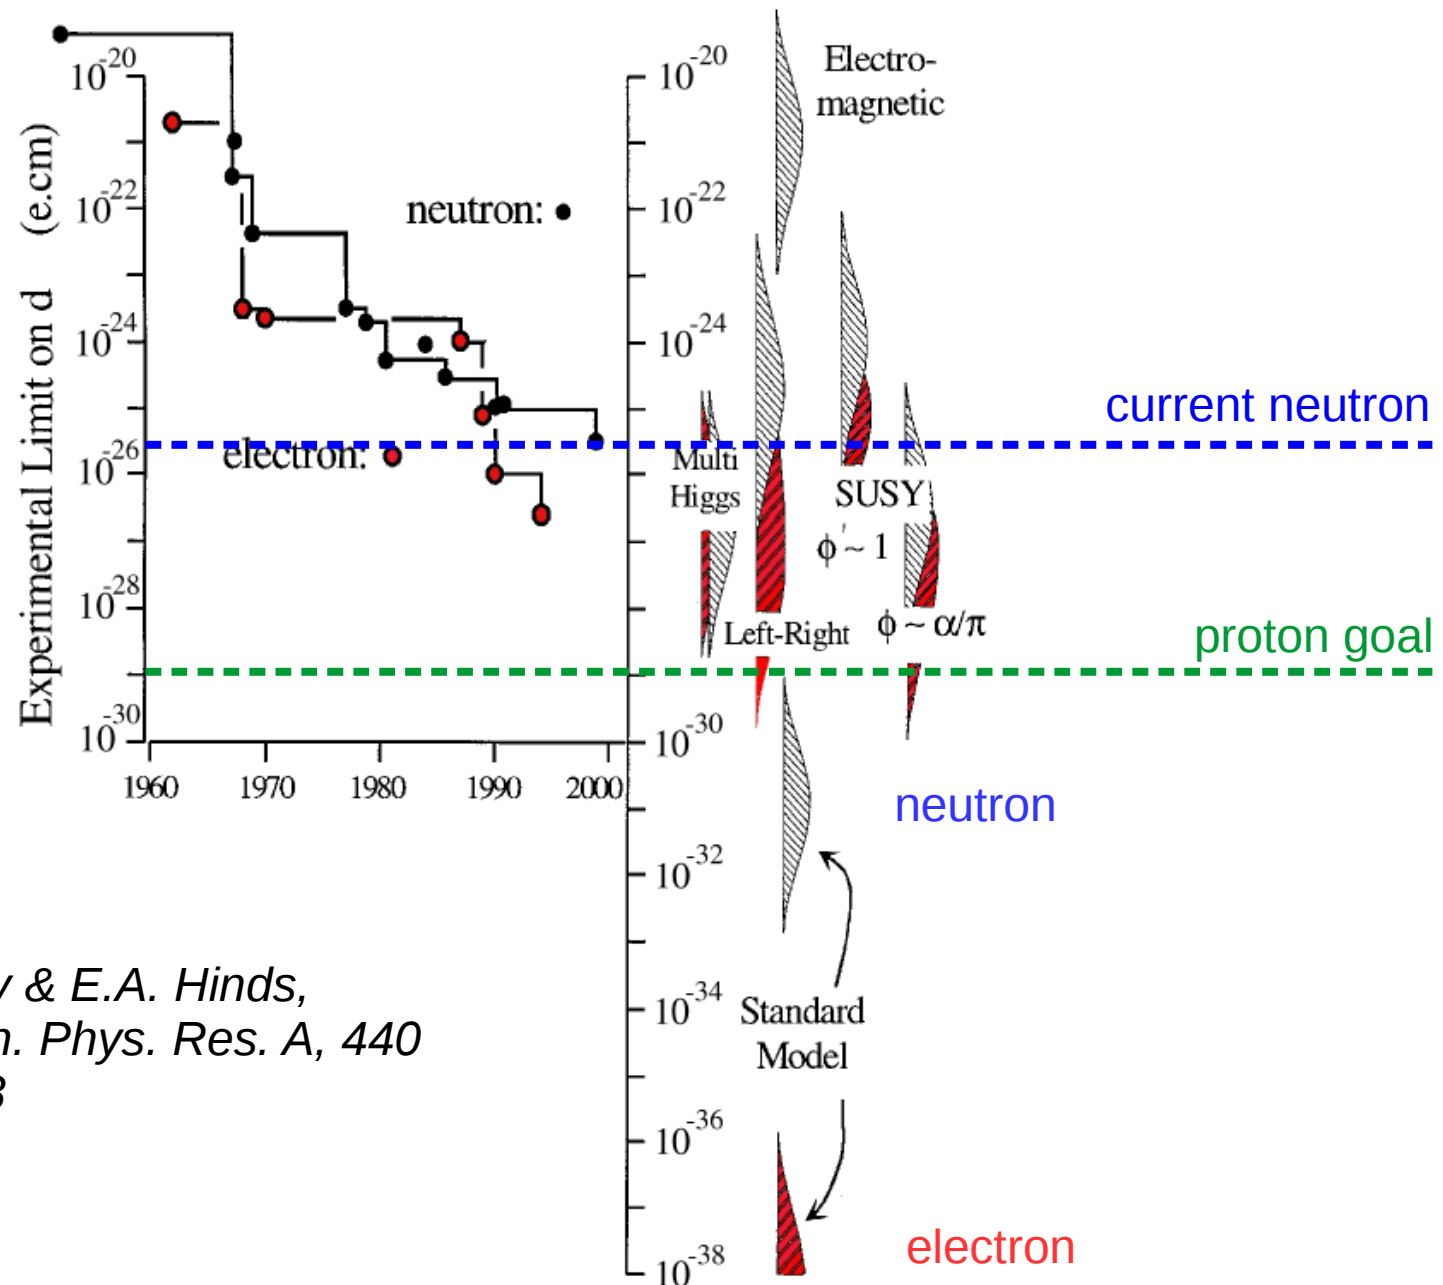 Experimental Limit on d (e.cm)
10-20
10-22
10-24
10-26
10-28
10-30
1960 1970 1980 1990 2000
neutron:
electron:
10-20
10-22
10-24
10-30
10-32
10-34
10-36
10-38
Electro-
magnetic
Multi
Higgs
SUSY
ϕ ~ 1
Left-Right
ϕ ~ α/π
current neutron
proton goal
neutron
Standard
Model
electron
& E.A. Hinds,
. Phys. Res. A, 440